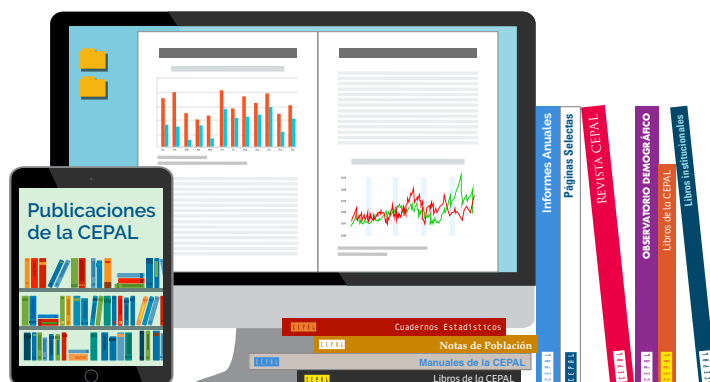 Publicaciones
de la CEPAL
CEPAL
Cuadernos Estadísticos
CEPAL
Notas de Población
CEPAL
Manuales de la CEPAL
CEPAL
Libros de la CEPAL
Informes Anuales
CEPAL
Páginas Selectas
CEPAL
REVISTA CEPAL
CEPAL
OBSERVATORIO DEMOGRÁFICO
CEPAL
Libros de la CEPAL
CEPAL
Libros institucionales
CEPAL